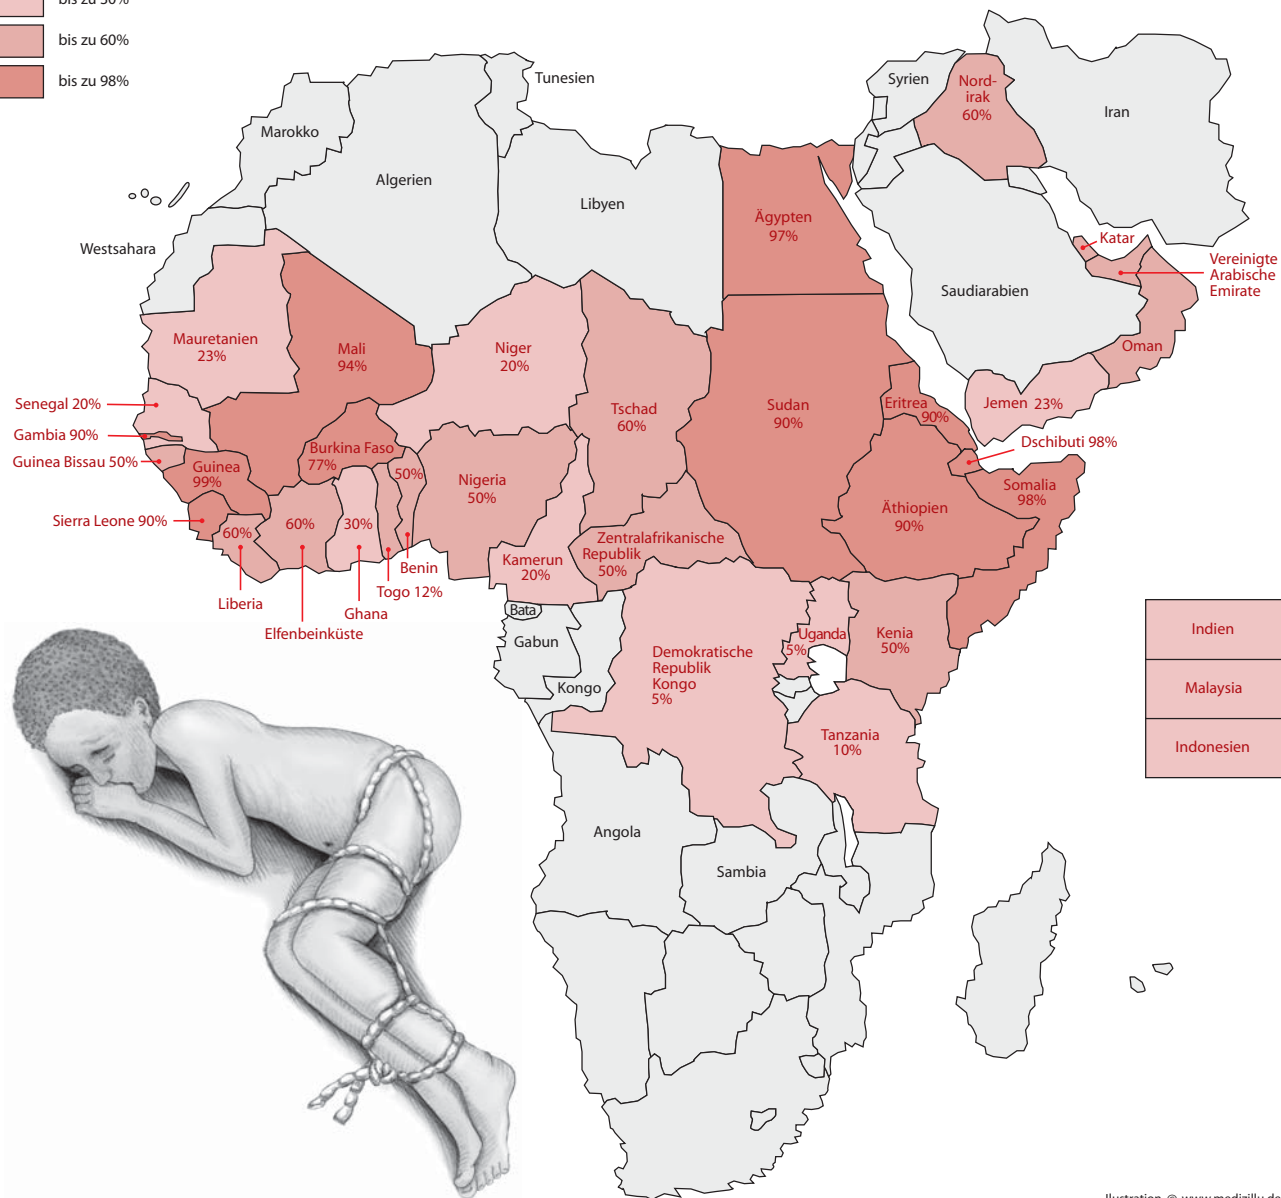 bis zu 30%
bis zu 60%
bis zu 98%
Tunesien
Marokko
Algerien
Libyen
Westsahara
Syrien
Nord-
irak
60%
Iran
Ägypten
97%
Katar
Vereinigte
Arabische
Emirate
Saudiarabien
Oman
Jemen 23%
Mauretanien
23%
Mali
94%
Niger
20%
Tschad
60%
Sudan
90%
Eritrea
90%
Dschibuti 98%
Somalia
98%
Äthiopien
90%
Senegal 20%
Gambia 90%
Guinea Bissau 50%
Guinea
99%
Burkina Faso
77%
50%
Nigeria
50%
Sierra Leone 90%
60%
60%
30%
Liberia
Elfenbeinküste
Ghana
Togo 12%
Benin
Kamerun
20%
Zentralafrikanische
Republik
50%
Bata
Gabun
Kongo
Demokratische
Republik
Kongo
5%
Uganda
5%
Kenia
50%
Tanzania
10%
Angola
Sambia
Indien
Malaysia
Indonesien